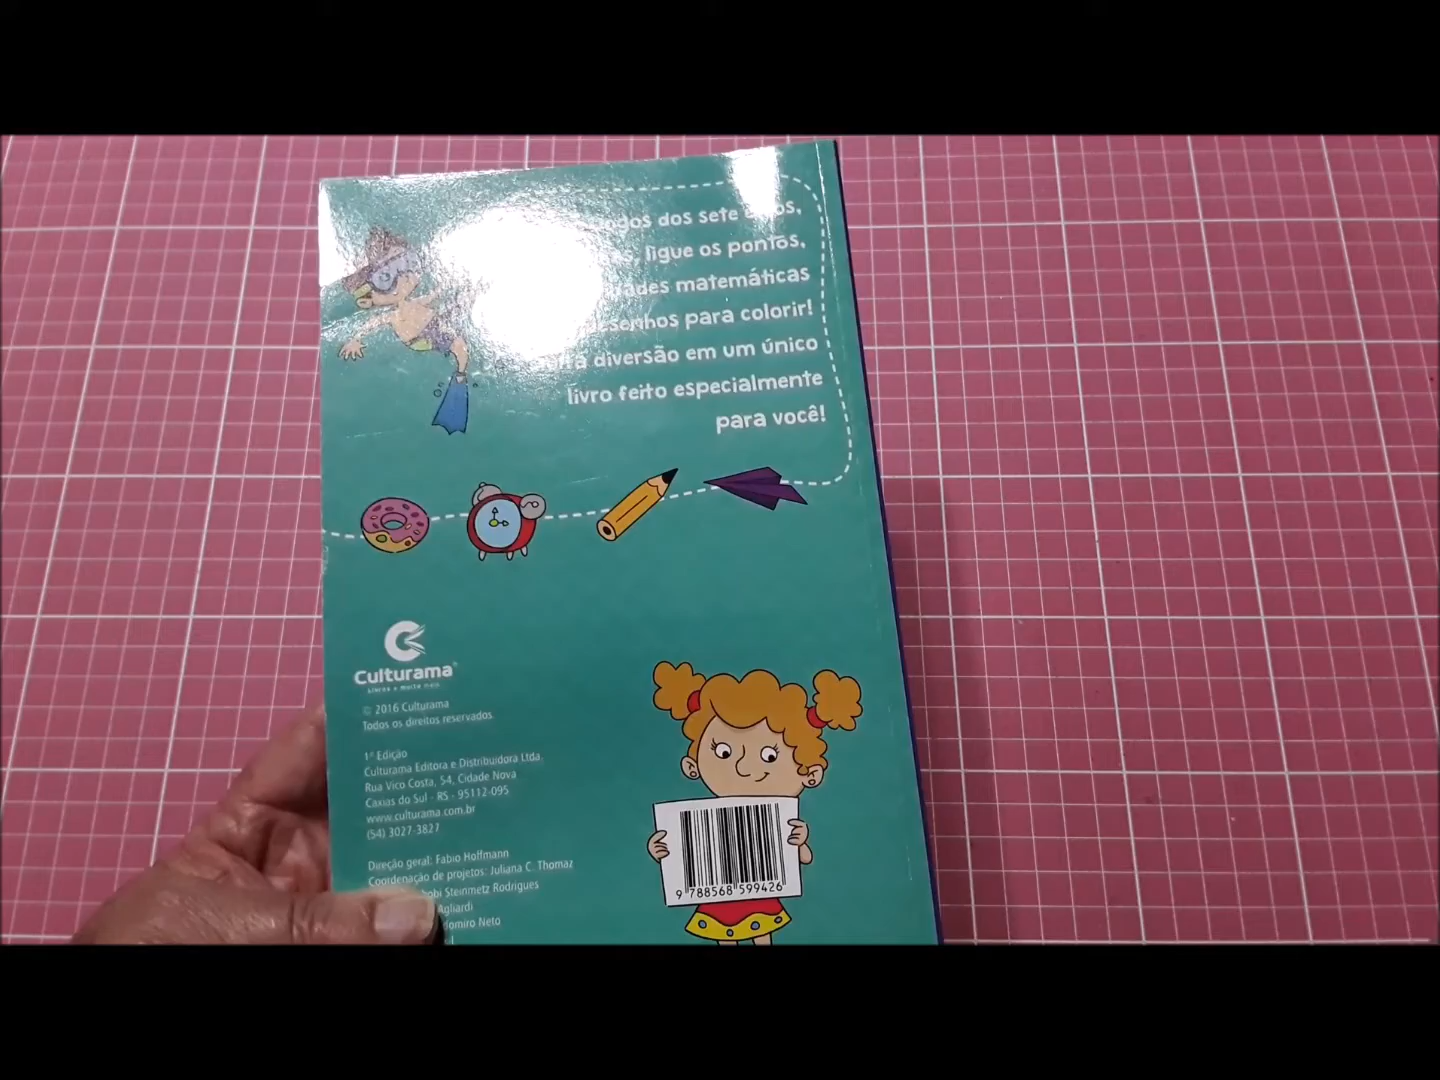 dos sete
ligue os pontos,
matemáticas
para colorir!
diversão em um único
livro feito especialmente
para você!
Culturama
© 2016 Culturama
Todos os direitos reservados.
1ª Edição
Culturama Editora e Distribuidora Ltda.
Rua Vico Costa, 54, Cidade Nova
Caxias do Sul - RS - 95112-095
www.culturama.com.br
(54) 3027-3827
Direção geral: Fabio Hoffmann
Coordenação de projetos: Juliana C. Thomaz
Steinmetz Rodrigues
Agliardi
Neto
9 788568 599426